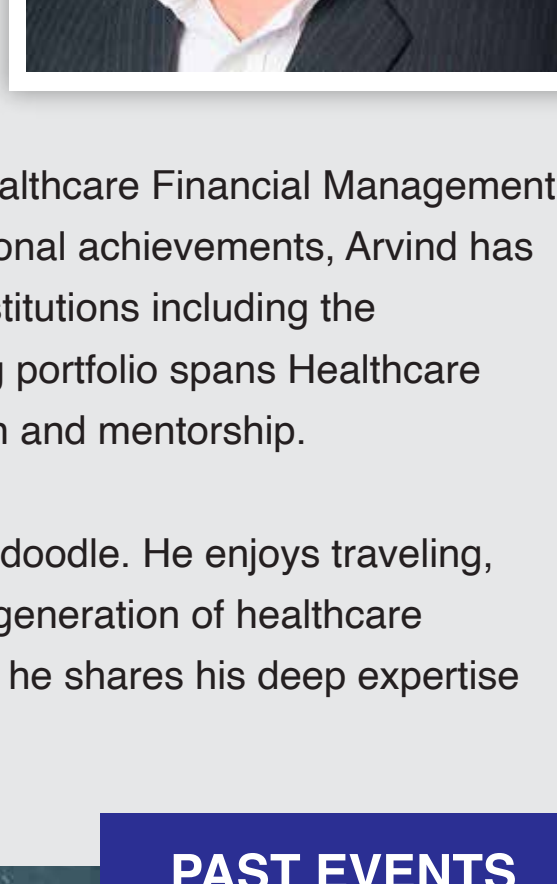 althcare Financial Management
onal achievements, Arvind has
stitutions including the
g portfolio spans Healthcare
n and mentorship.
doodle. He enjoys traveling,
generation of healthcare
he shares his deep expertise
PAST EVENTS